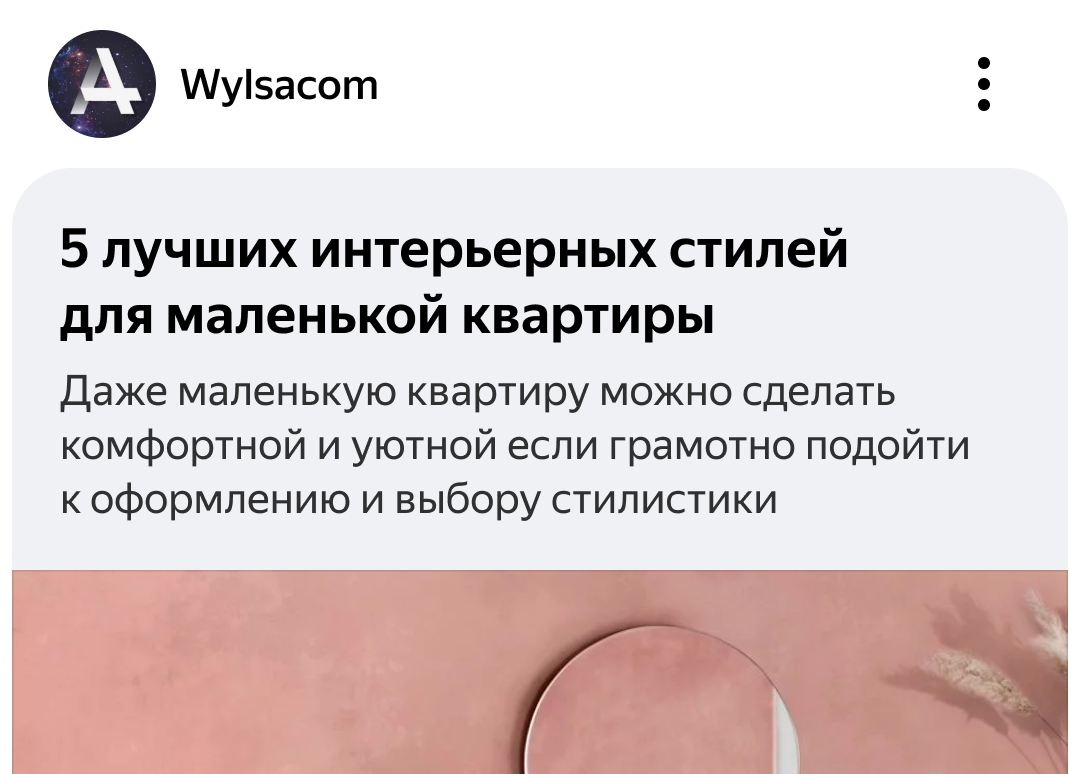 Wylsacom
5 лучших интерьерных стилей
для маленькой квартиры
Даже маленькую квартиру можно сделать
комфортной и уютной если грамотно подойти
к оформлению и выбору стилистики